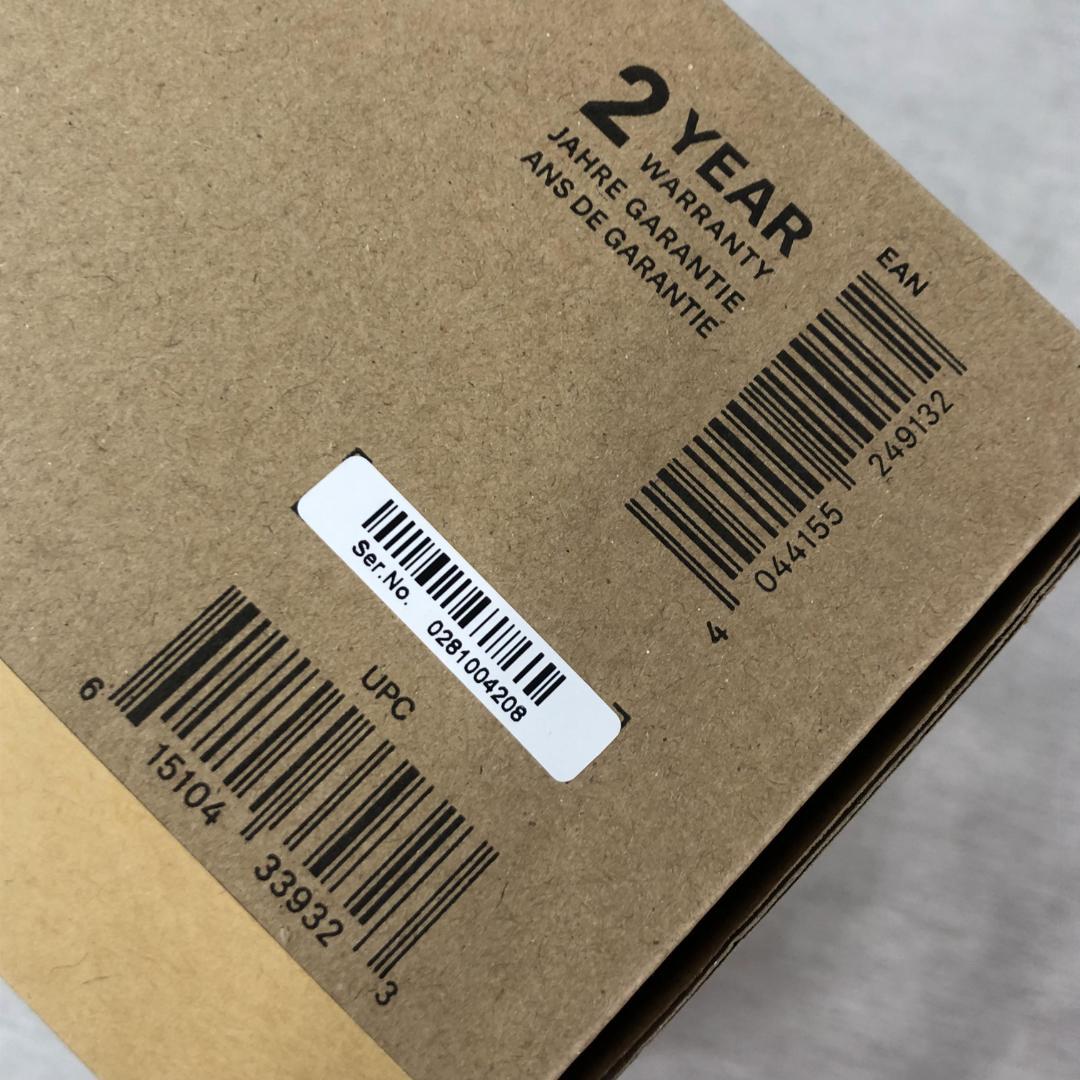 2 YEAR
WARRANTY
JAHRE GARANTIE
ANS DE GARANTIE
EAN
4 044155 249132
Ser.No. 0281004208
UPC
6 15104 33932 3